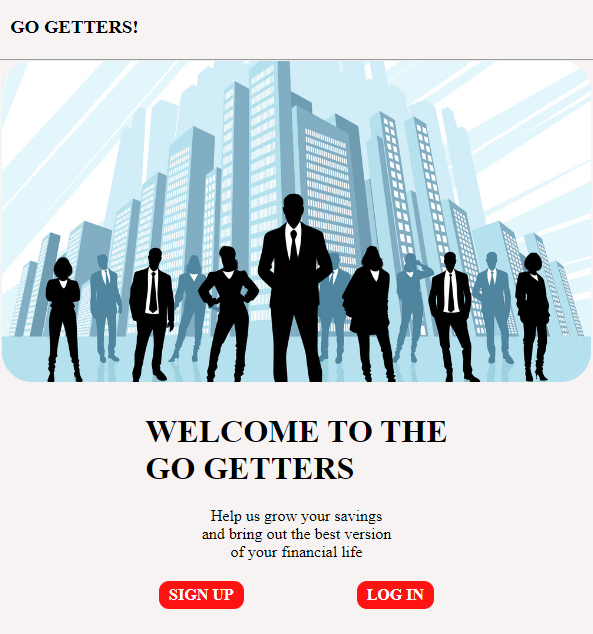 GO GETTERS!
WELCOME TO THE
GO GETTERS
Help us grow your savings
and bring out the best version
of your financial life
SIGN UP
LOG IN